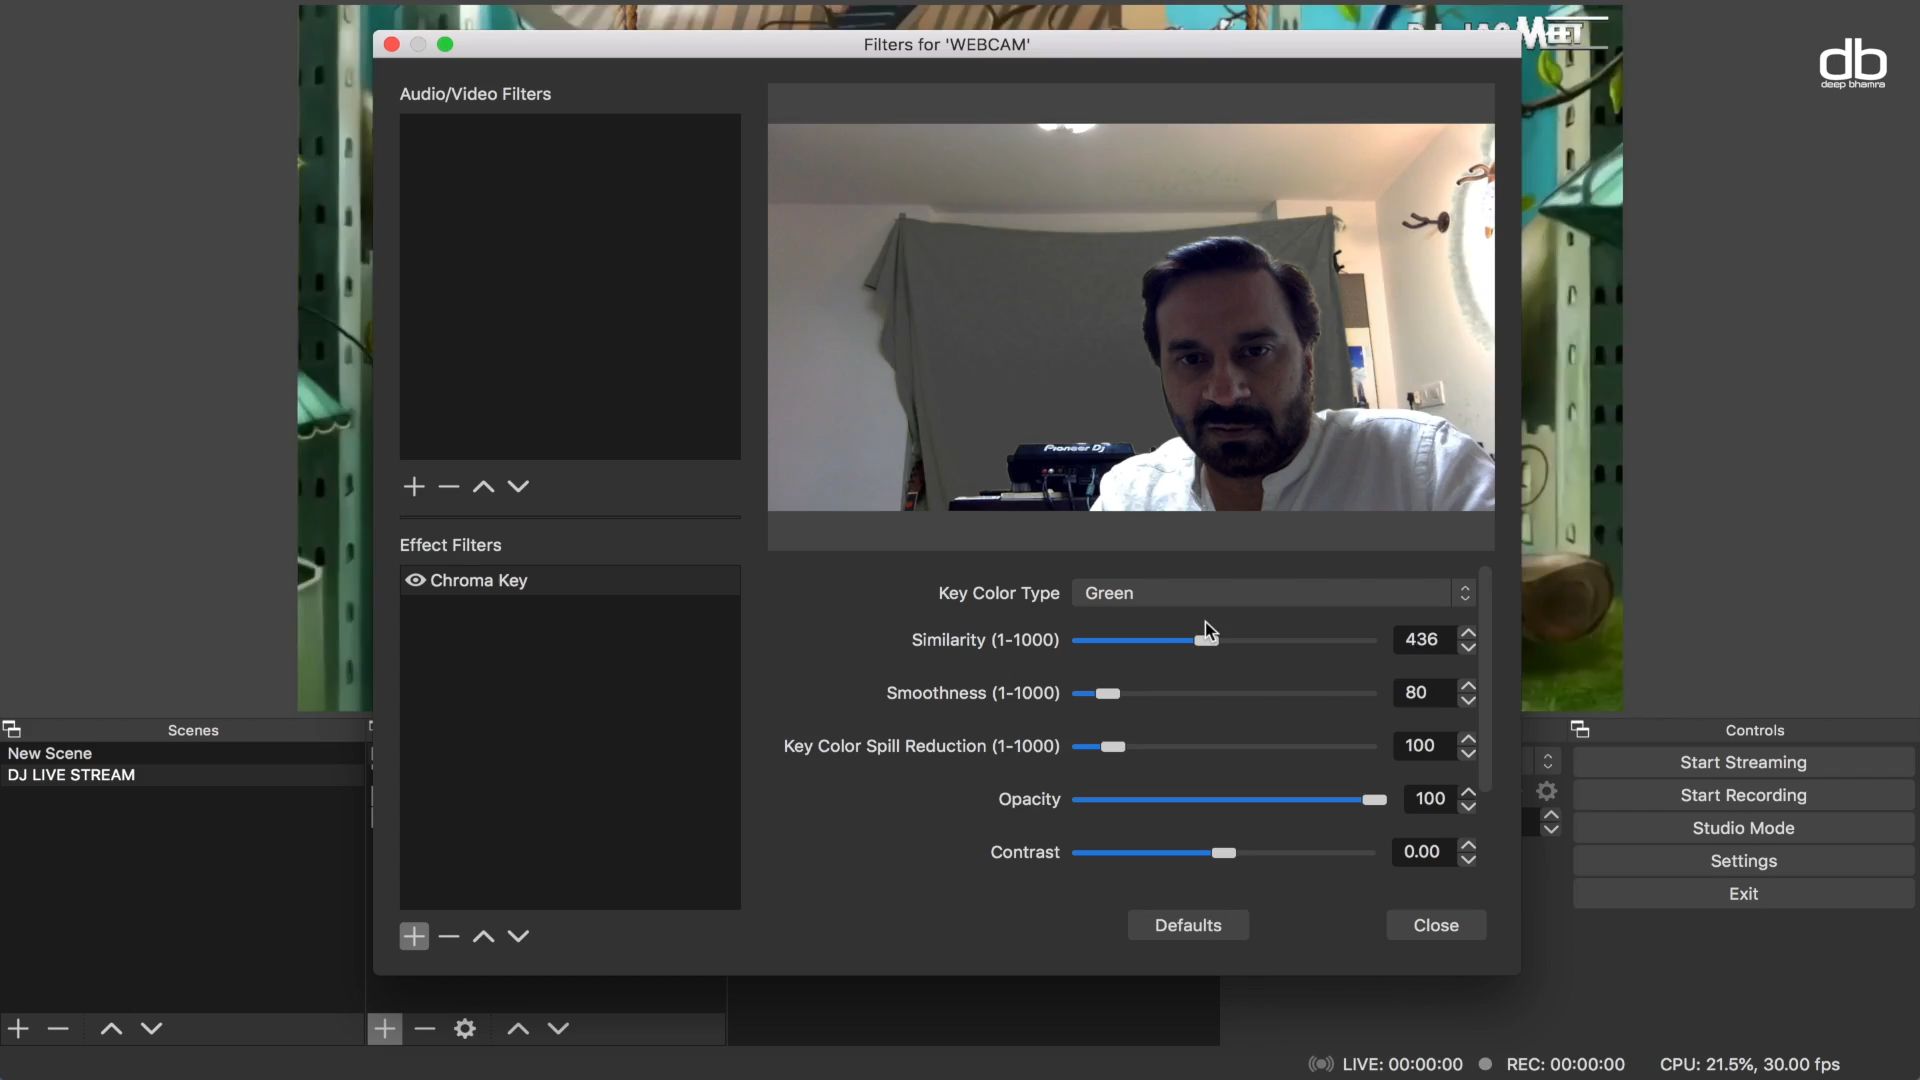 Filters for 'WEBCAM'
MEET
db
deep bhamra
Audio/Video Filters
Pioneer Dj
Effect Filters
Chroma Key
Key Color Type Green
Similarity (1-1000) 436
Smoothness (1-1000) 80
Key Color Spill Reduction (1-1000) 100
Opacity 100
Contrast 0.00
Defaults Close
Scenes
New Scene
DJ LIVE STREAM
Controls
Start Streaming
Start Recording
Studio Mode
Settings
Exit
LIVE: 00:00:00 REC: 00:00:00 CPU: 21.5%, 30.00 fps